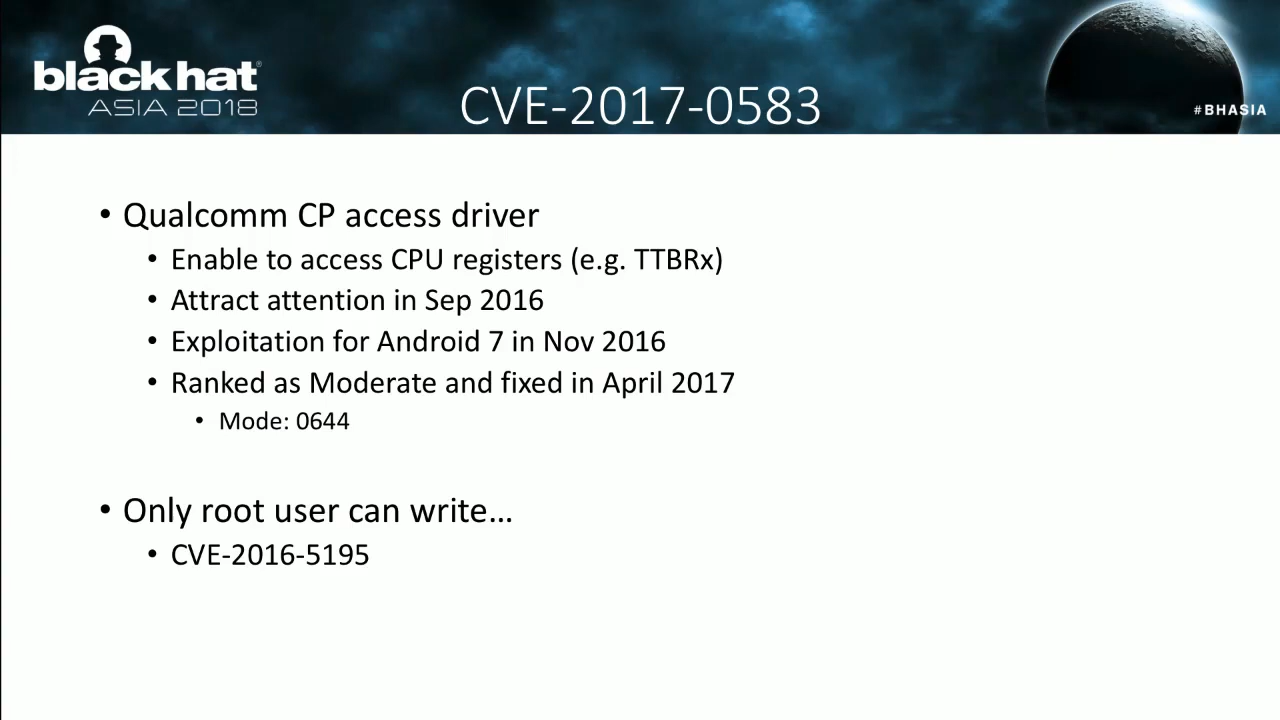 black hat®
ASIA 2018
CVE-2017-0583
#BHASIA
• Qualcomm CP access driver
• Enable to access CPU registers (e.g. TTBRx)
• Attract attention in Sep 2016
• Exploitation for Android 7 in Nov 2016
• Ranked as Moderate and fixed in April 2017
• Mode: 0644
• Only root user can write…
• CVE-2016-5195